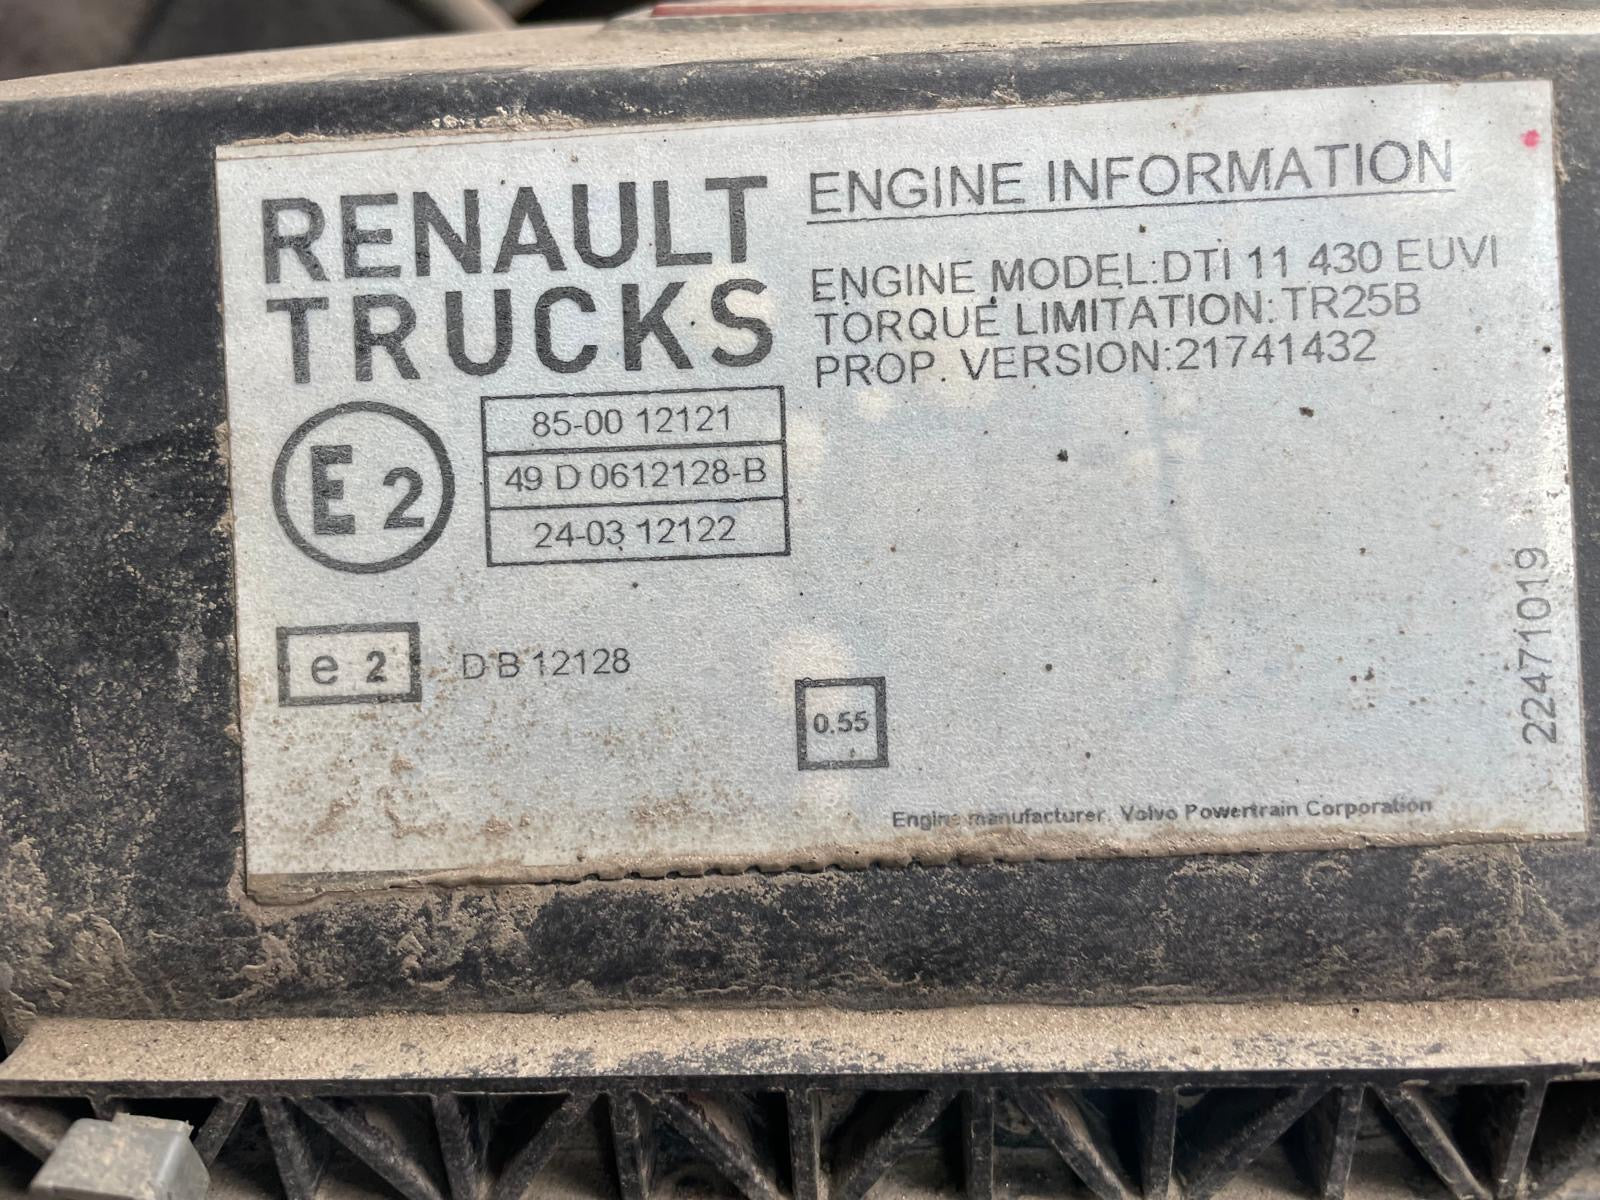 RENAULT
TRUCKS
ENGINE INFORMATION
ENGINE MODEL:DTI 11 430 EUVI
TORQUE LIMITATION:TR25B
PROP. VERSION:21741432
E2
85-00 12121
49 D 0612128-B
24-03 12122
e 2
D B 12128
0.55
22471019
Engine manufacturer. Volvo Powertrain Corporation